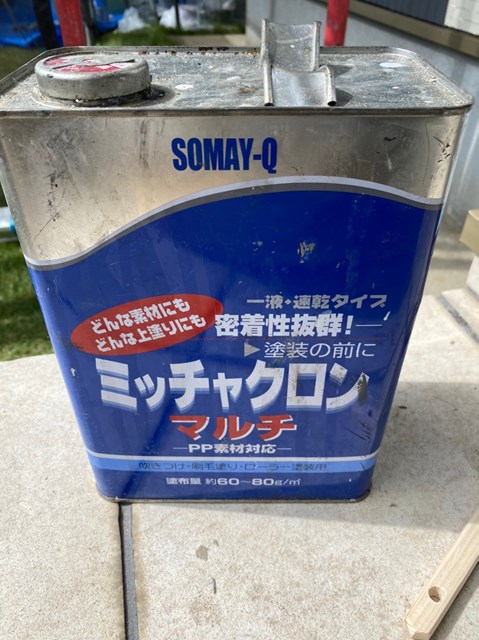 SOMAY-Q
一液・速乾タイプ
どんな素材にも
どんな上塗りにも
密着性抜群!
▶塗装の前に
ミッチャクロン
マルチ
PP素材対応
吹きつけ・刷毛塗り・ローラー塗装用
塗布量 約60〜80g/㎡